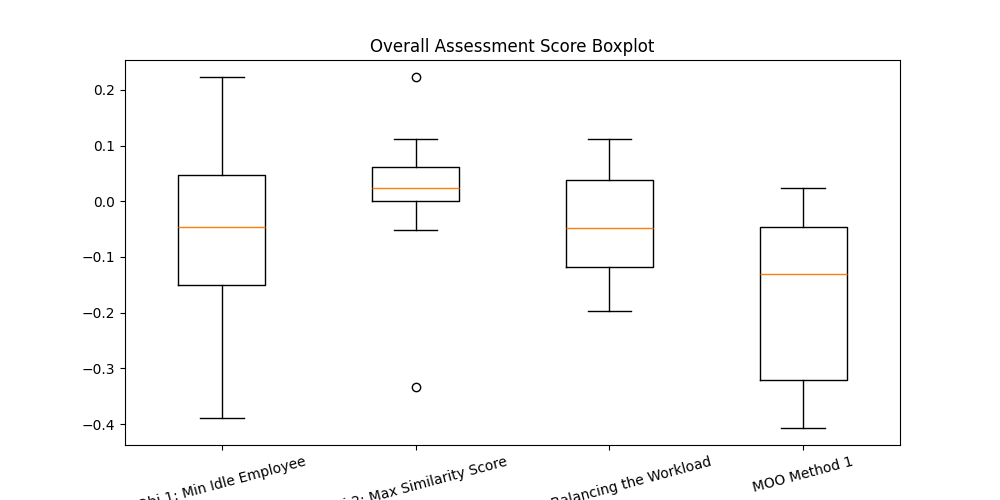 Overall Assessment Score Boxplot
0.2
0.1
0.0
−0.1
−0.2
−0.3
−0.4
1: Min Idle Employee
2: Max Similarity Score
Balancing the Workload
MOO Method 1